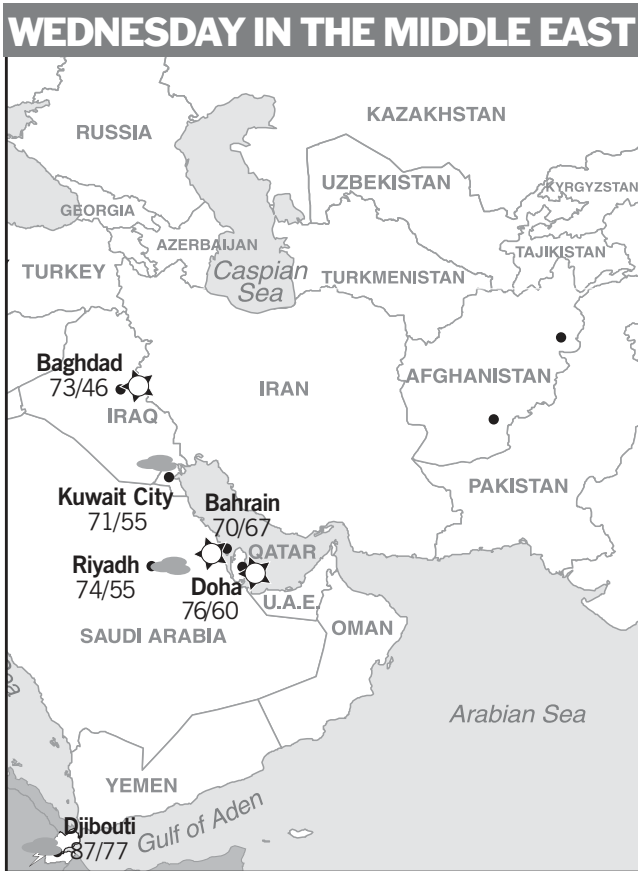 WEDNESDAY IN THE MIDDLE EAST
KAZAKHSTAN
RUSSIA
UZBEKISTAN
KYRGYZSTAN
GEORGIA
AZERBAIJAN
TAJIKISTAN
TURKEY
Caspian
Sea
TURKMENISTAN
Baghdad
73/46
IRAQ
IRAN
AFGHANISTAN
PAKISTAN
Kuwait City
71/55
Bahrain
70/67
QATAR
Riyadh
74/55
Doha
76/60
U.A.E.
OMAN
SAUDI ARABIA
Arabian Sea
YEMEN
Gulf of Aden
Djibouti
87/77